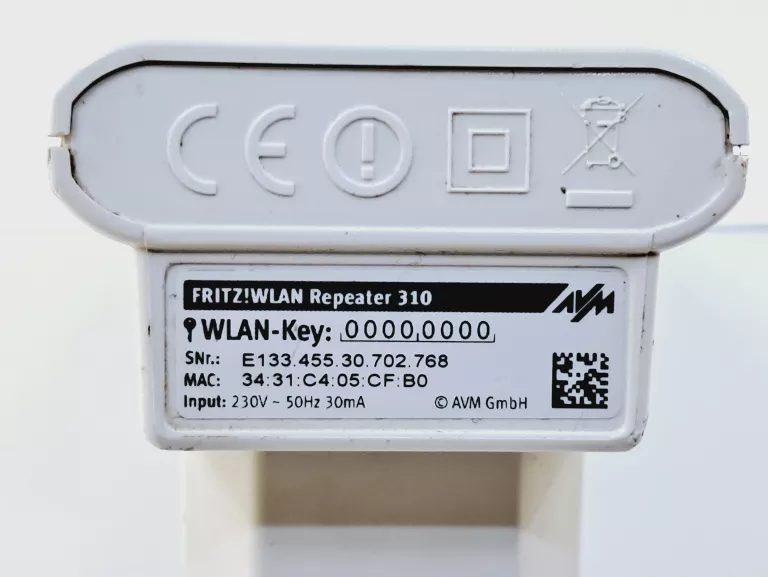 CE
FRITZ!WLAN Repeater 310
AVM
WLAN-Key: 0000 0000
SNr.: E133.455.30.702.768
MAC: 34:31:C4:05:CF:B0
Input: 230V ~ 50Hz 30mA © AVM GmbH